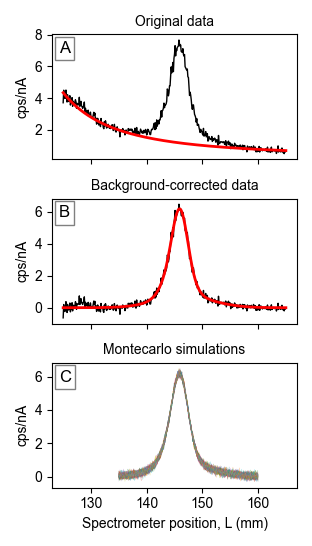 Original data
A
8
6
4
2
cps/nA
Background-corrected data
B
6
4
2
0
cps/nA
Montecarlo simulations
C
6
4
2
0
cps/nA
130 140 150 160
Spectrometer position, L (mm)